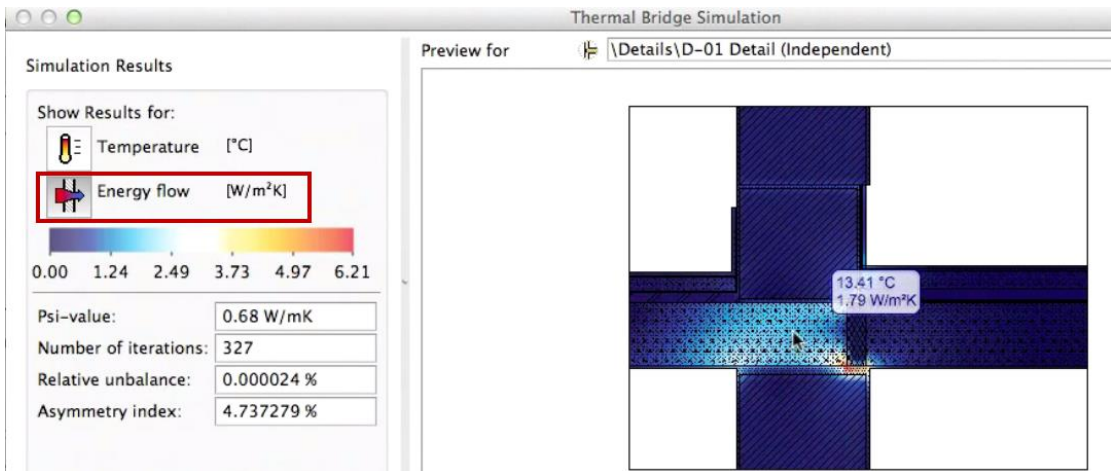 Thermal Bridge Simulation
Simulation Results
Show Results for:
Temperature [°C]
Energy flow [W/m²K]
0.00 1.24 2.49 3.73 4.97 6.21
Psi-value: 0.68 W/mK
Number of iterations: 327
Relative unbalance: 0.000024 %
Asymmetry index: 4.737279 %
Preview for \Details\D-01 Detail (Independent)
13.41 °C
1.79 W/m²K